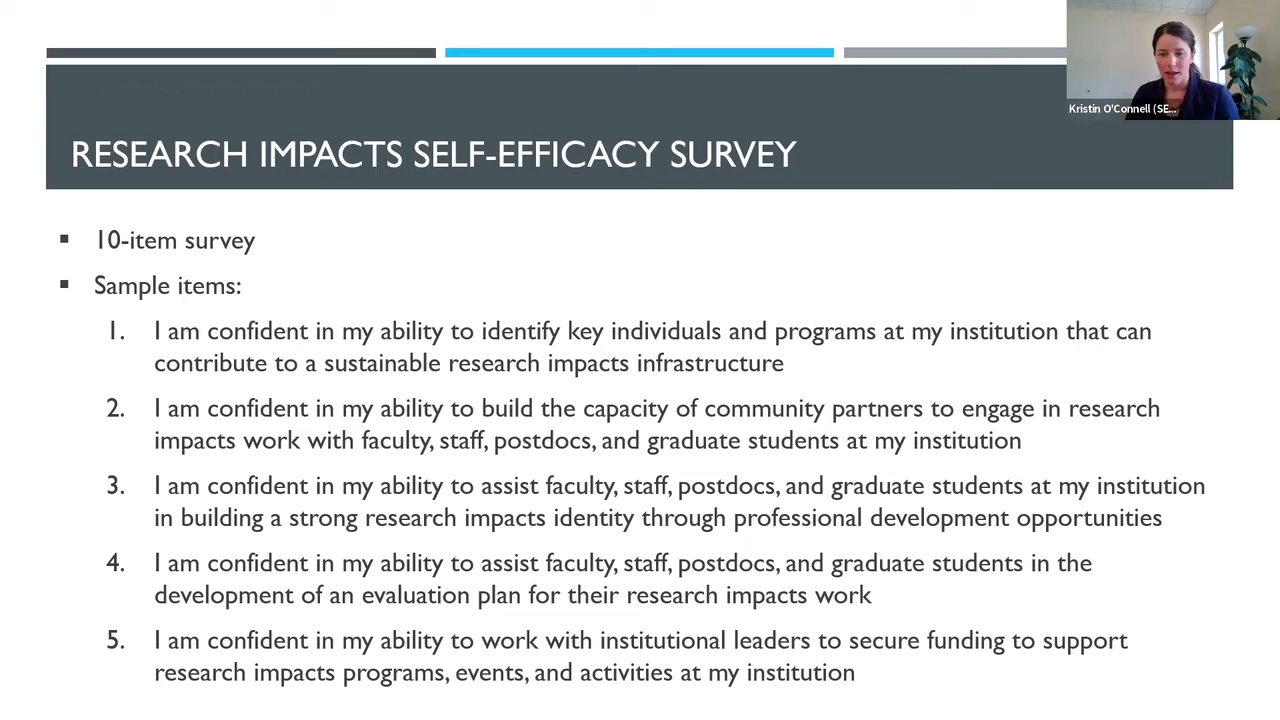 Kristin O'Connell (SE...
RESEARCH IMPACTS SELF-EFFICACY SURVEY
▪ 10-item survey
▪ Sample items:
1. I am confident in my ability to identify key individuals and programs at my institution that can
contribute to a sustainable research impacts infrastructure
2. I am confident in my ability to build the capacity of community partners to engage in research
impacts work with faculty, staff, postdocs, and graduate students at my institution
3. I am confident in my ability to assist faculty, staff, postdocs, and graduate students at my institution
in building a strong research impacts identity through professional development opportunities
4. I am confident in my ability to assist faculty, staff, postdocs, and graduate students in the
development of an evaluation plan for their research impacts work
5. I am confident in my ability to work with institutional leaders to secure funding to support
research impacts programs, events, and activities at my institution